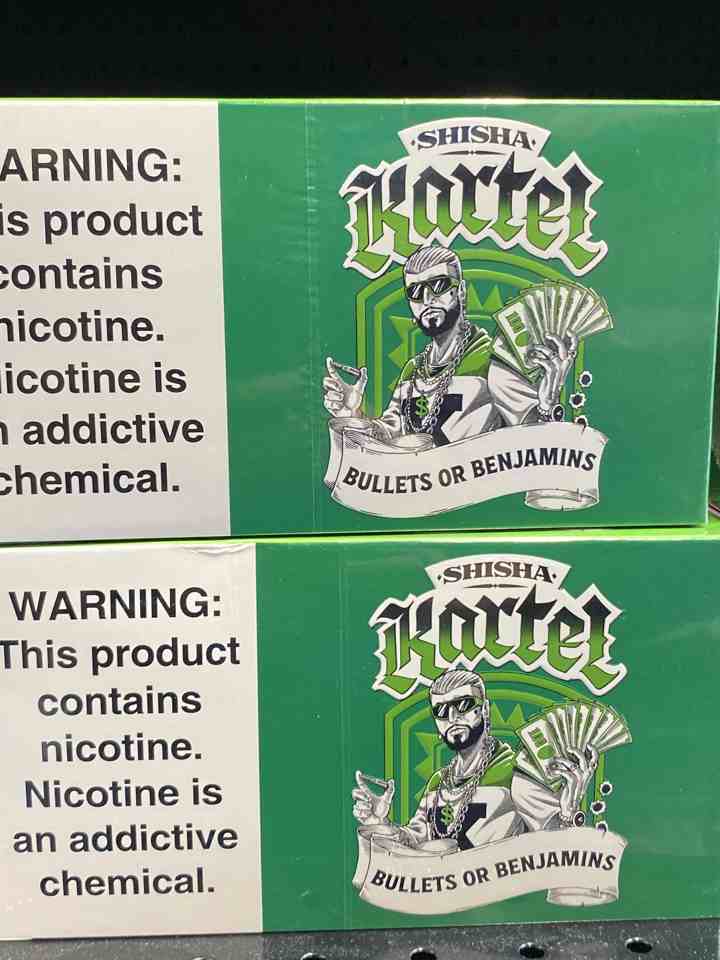 ARNING:
is product
contains
nicotine.
icotine is
n addictive
chemical.
SHISHA
Kartel
$
BULLETS OR BENJAMINS
WARNING:
This product
contains
nicotine.
Nicotine is
an addictive
chemical.
SHISHA
Kartel
$
BULLETS OR BENJAMINS